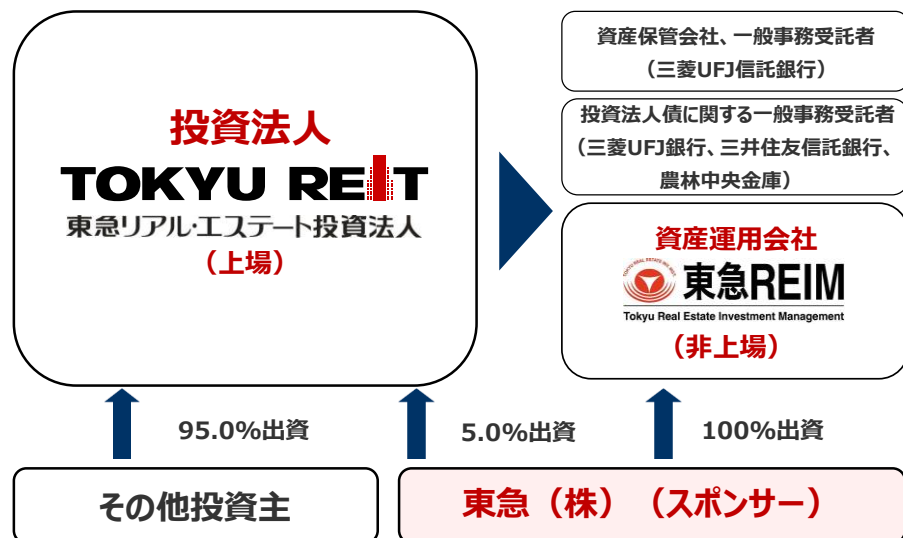 投資法人
TOKYU REIT
東急リアル・エステート投資法人
（上場）
資産保管会社、一般事務受託者
（三菱UFJ信託銀行）
投資法人債に関する一般事務受託者
（三菱UFJ銀行、三井住友信託銀行、
農林中央金庫）
資産運用会社
東急REIM
Tokyu Real Estate Investment Management
（非上場）
95.0%出資
5.0%出資
100%出資
その他投資主
東急（株）（スポンサー）